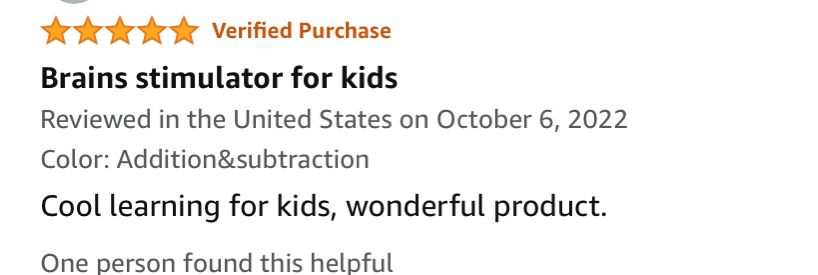 Verified Purchase
Brains stimulator for kids
Reviewed in the United States on October 6, 2022
Color: Addition&subtraction
Cool learning for kids, wonderful product.
One person found this helpful